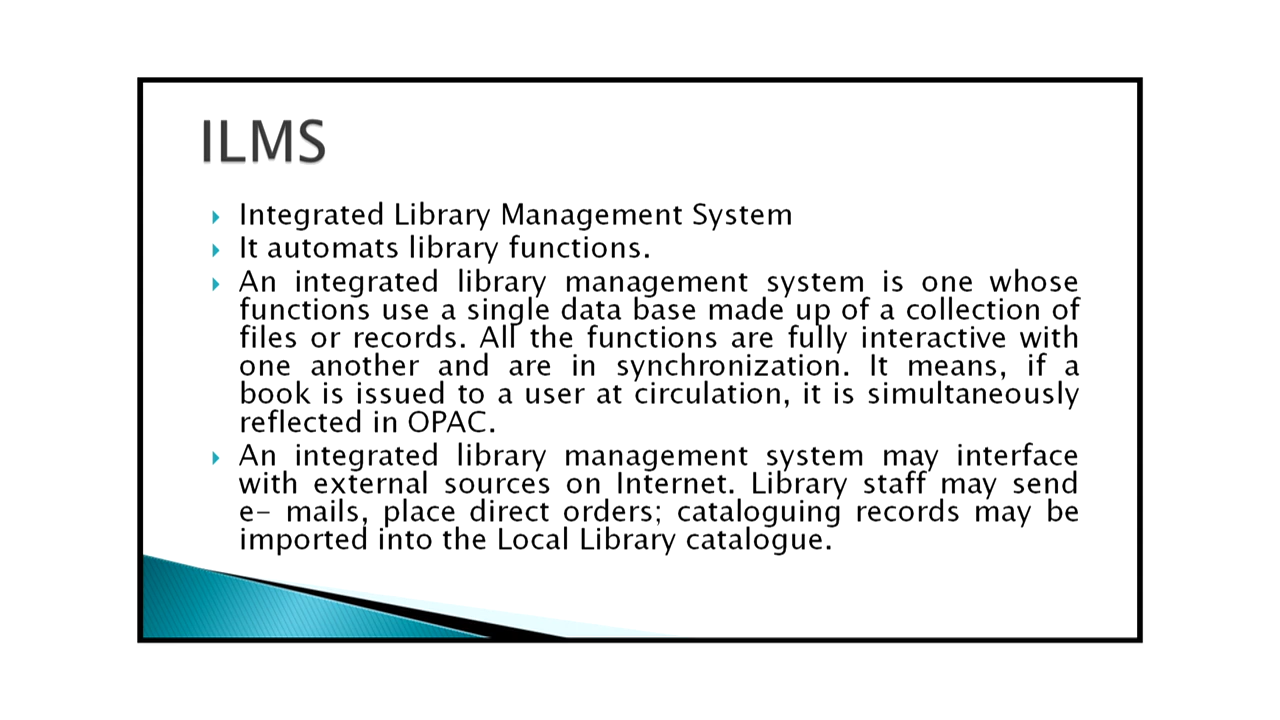 ILMS
Integrated Library Management System
It automats library functions.
An integrated library management system is one whose
functions use a single data base made up of a collection of
files or records. All the functions are fully interactive with
one another and are in synchronization. It means, if a
book is issued to a user at circulation, it is simultaneously
reflected in OPAC.
An integrated library management system may interface
with external sources on Internet. Library staff may send
e- mails, place direct orders; cataloguing records may be
imported into the Local Library catalogue.